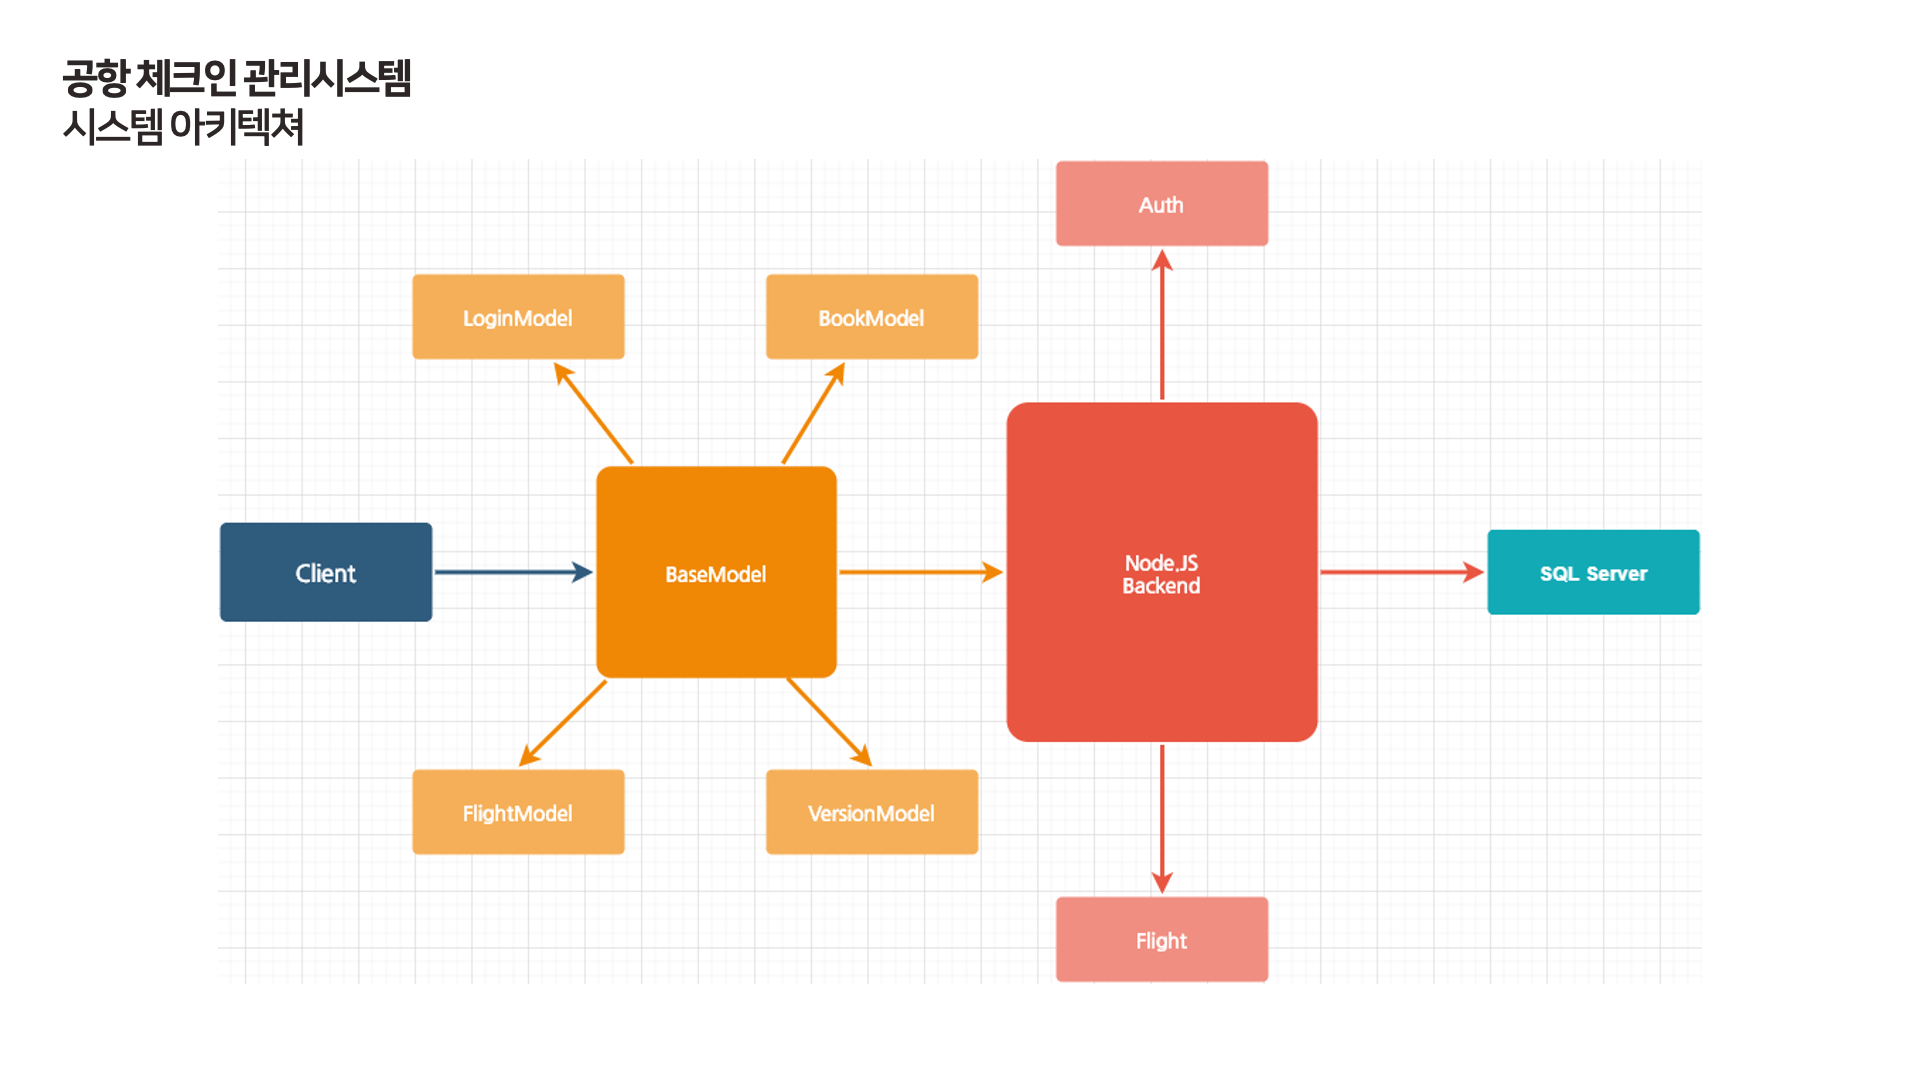 공항 체크인 관리시스템
시스템 아키텍쳐
Auth
LoginModel
BookModel
Client
BaseModel
Node.JS
Backend
SQL Server
FlightModel
VersionModel
Flight